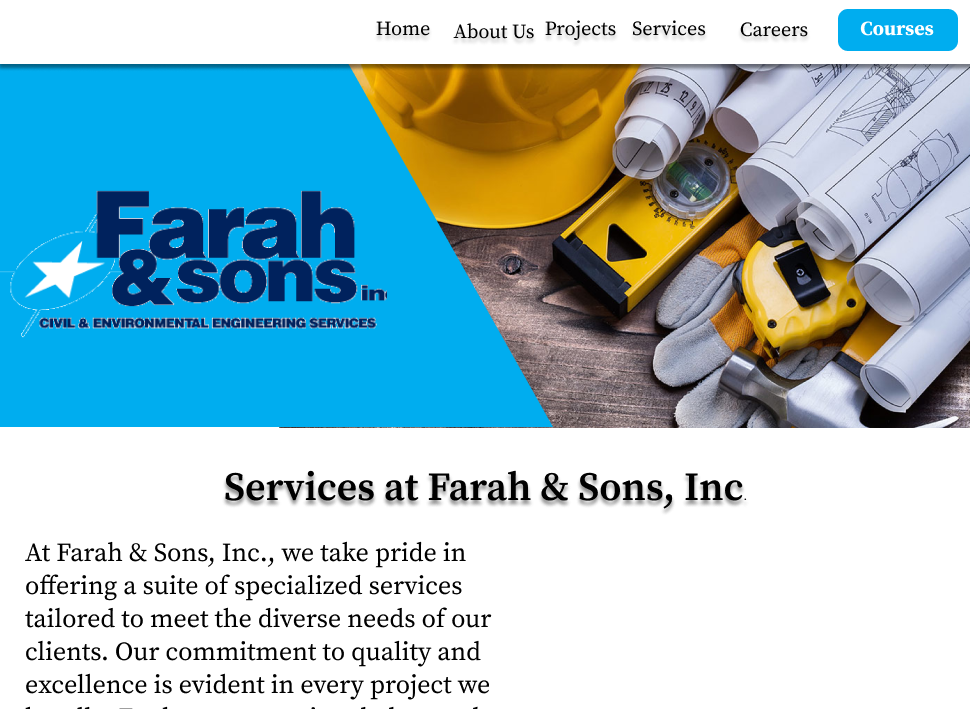 Home About Us Projects Services Careers Courses
Farah
&sons in
CIVIL & ENVIRONMENTAL ENGINEERING SERVICES
Services at Farah & Sons, Inc.
At Farah & Sons, Inc., we take pride in
offering a suite of specialized services
tailored to meet the diverse needs of our
clients. Our commitment to quality and
excellence is evident in every project we